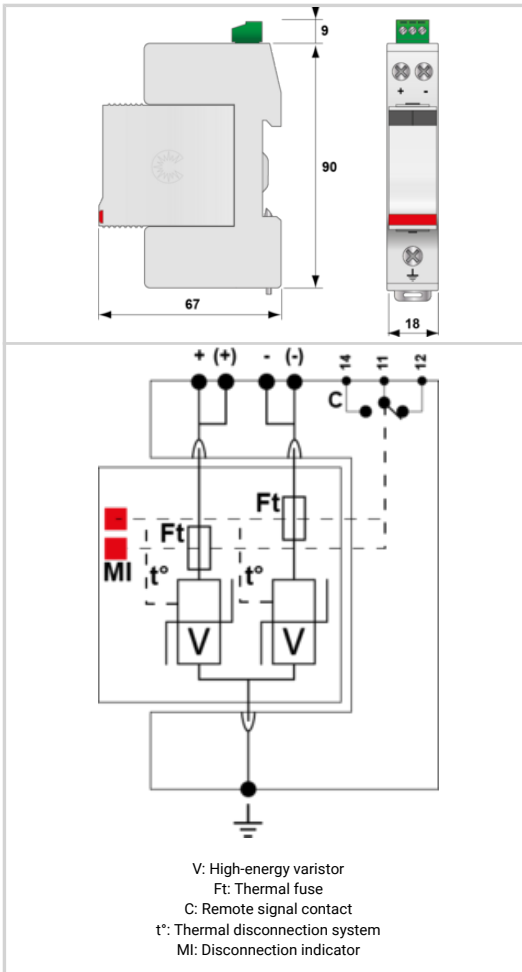 9
+ -
90
67
18
+ (+) - (-) 14 11 12
C
Ft
Ft
MI t° t°
V V
V: High-energy varistor
Ft: Thermal fuse
C: Remote signal contact
t°: Thermal disconnection system
MI: Disconnection indicator